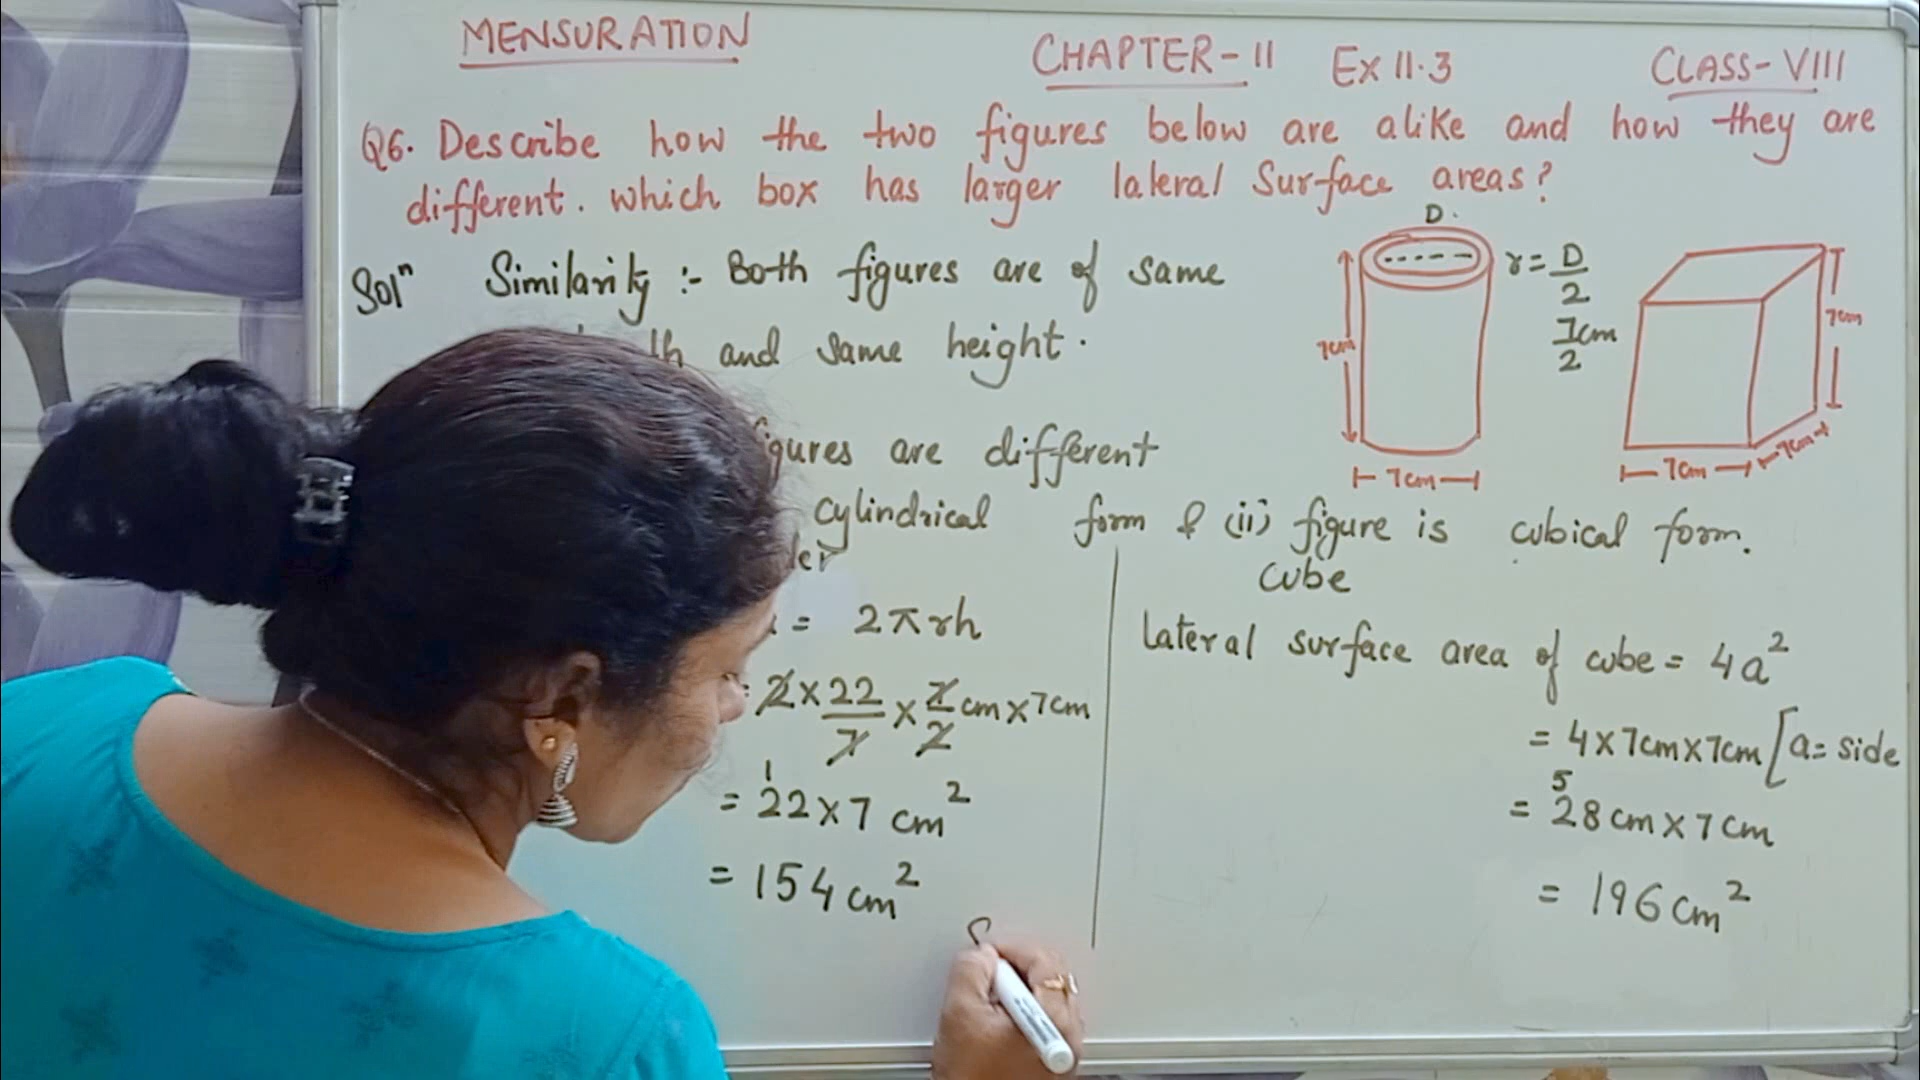 MENSURATION
CHAPTER-11 Ex 11.3
CLASS-VIII
Q6. Describe how the two figures below are alike and how they are
different. which box has larger lateral Surface areas?
Solⁿ Similarity :- Both figures are of same
and same height.
figures are different
cylindrical form & (ii) figure is cubical form.
D.
7cm
7cm
r = D/2
7cm/2
7cm
7cm
7cm
= 2πrh
= 2 × 22/7 × 7/2 cm × 7cm
1
= 22 × 7 cm²
= 154 cm²
cube
Lateral surface area of cube = 4a²
= 4 × 7cm × 7cm [a = side
5
= 28 cm × 7 cm
= 196 cm²